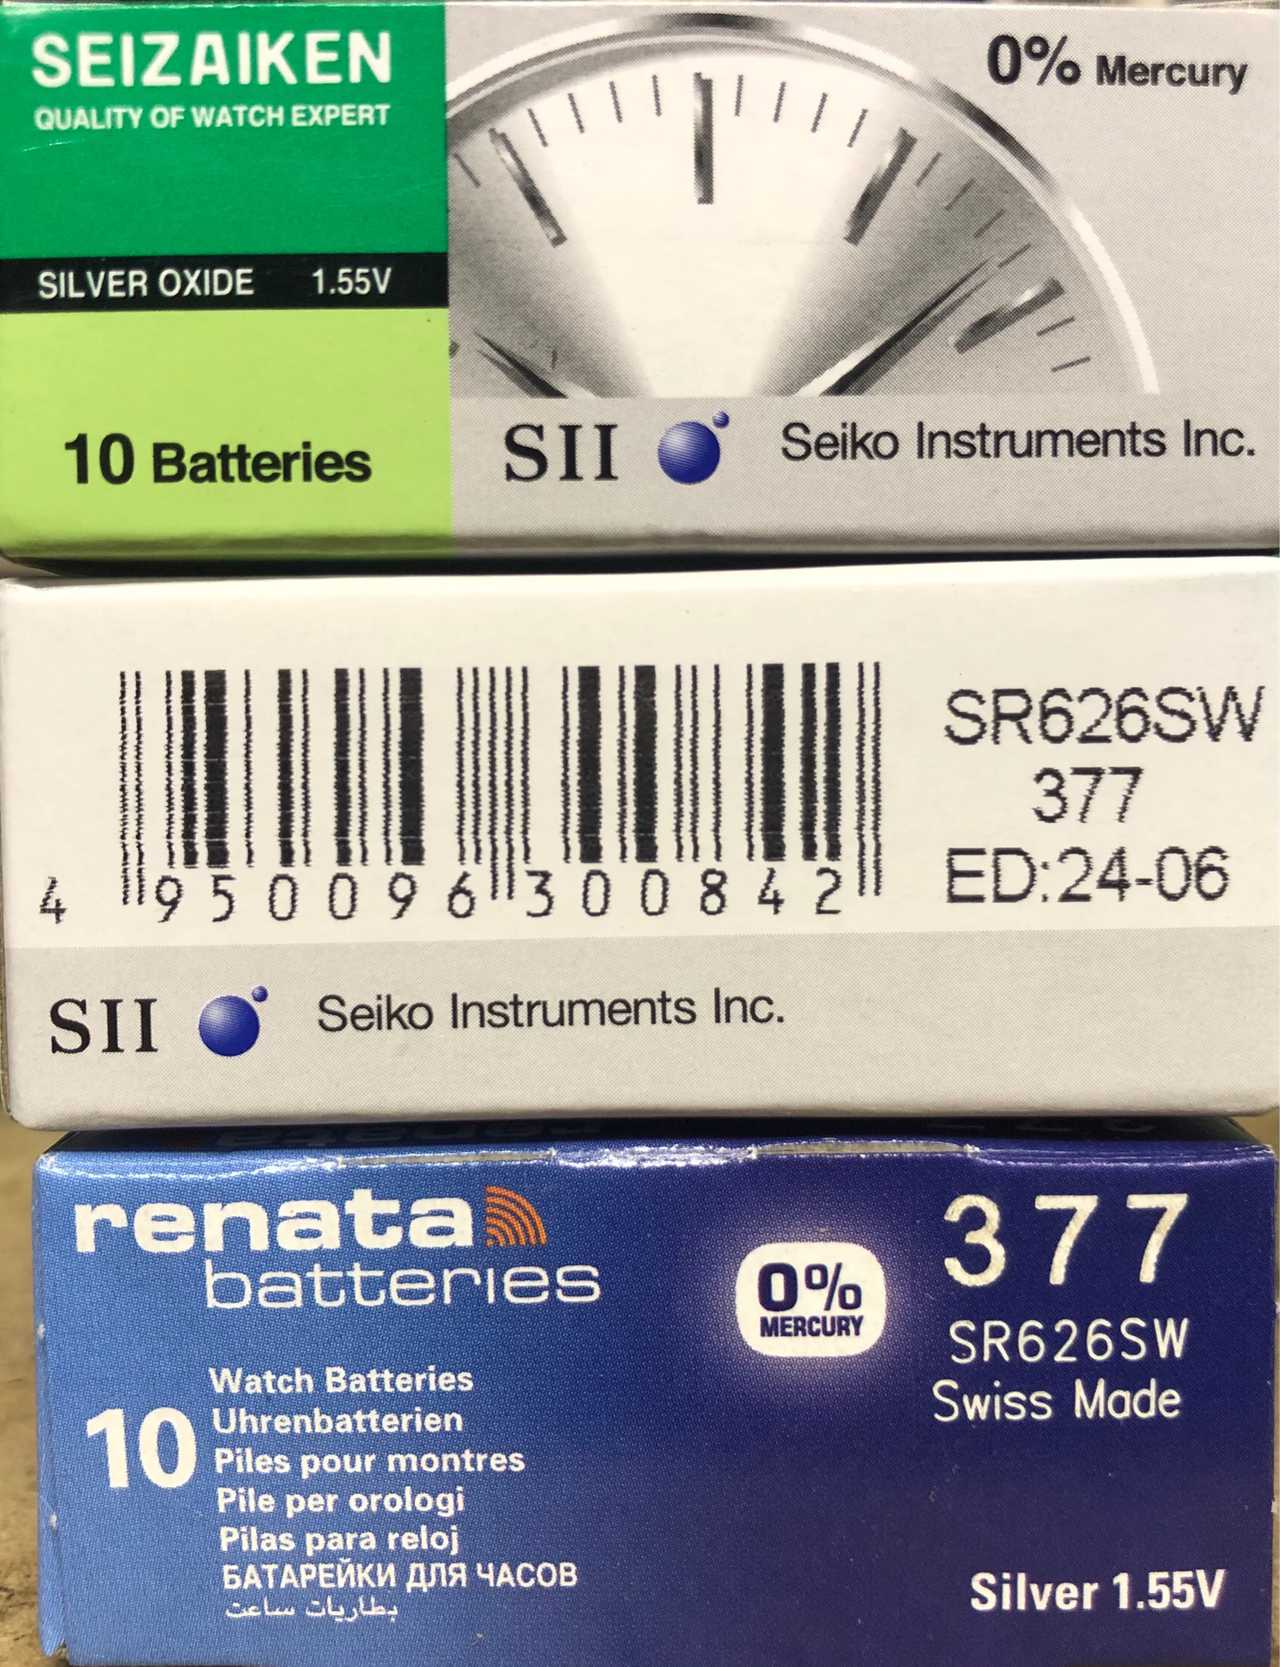 SEIZAIKEN
QUALITY OF WATCH EXPERT
0% Mercury
SILVER OXIDE 1.55V
10 Batteries
SII Seiko Instruments Inc.
SR626SW
377
ED:24-06
4 950096 300842
SII Seiko Instruments Inc.
renata
batteries
377
0%
MERCURY
SR626SW
Swiss Made
10
Watch Batteries
Uhrenbatterien
Piles pour montres
Pile per orologi
Pilas para reloj
БАТАРЕЙКИ ДЛЯ ЧАСОВ
بطاريات ساعت
Silver 1.55V